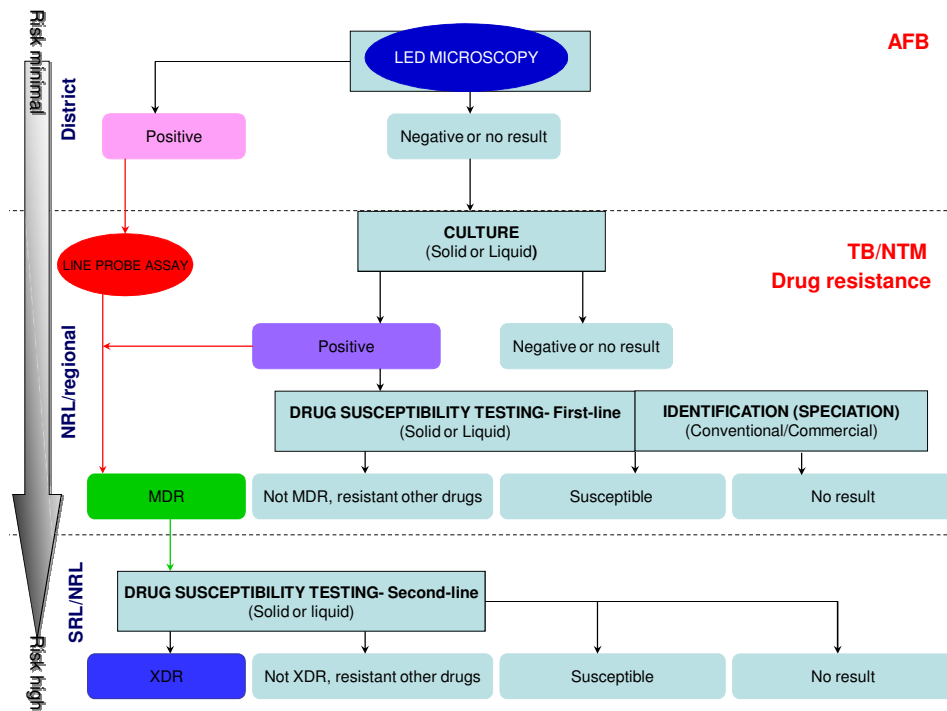 Risk minimal
District
LED MICROSCOPY
AFB
Positive
Negative or no result
NRL/regional
LINE PROBE ASSAY
CULTURE
(Solid or Liquid)
TB/NTM
Drug resistance
Positive
Negative or no result
DRUG SUSCEPTIBILITY TESTING- First-line
(Solid or Liquid)
IDENTIFICATION (SPECIATION)
(Conventional/Commercial)
MDR
Not MDR, resistant other drugs
Susceptible
No result
SRL/NRL
DRUG SUSCEPTIBILITY TESTING- Second-line
(Solid or liquid)
Risk high
XDR
Not XDR, resistant other drugs
Susceptible
No result